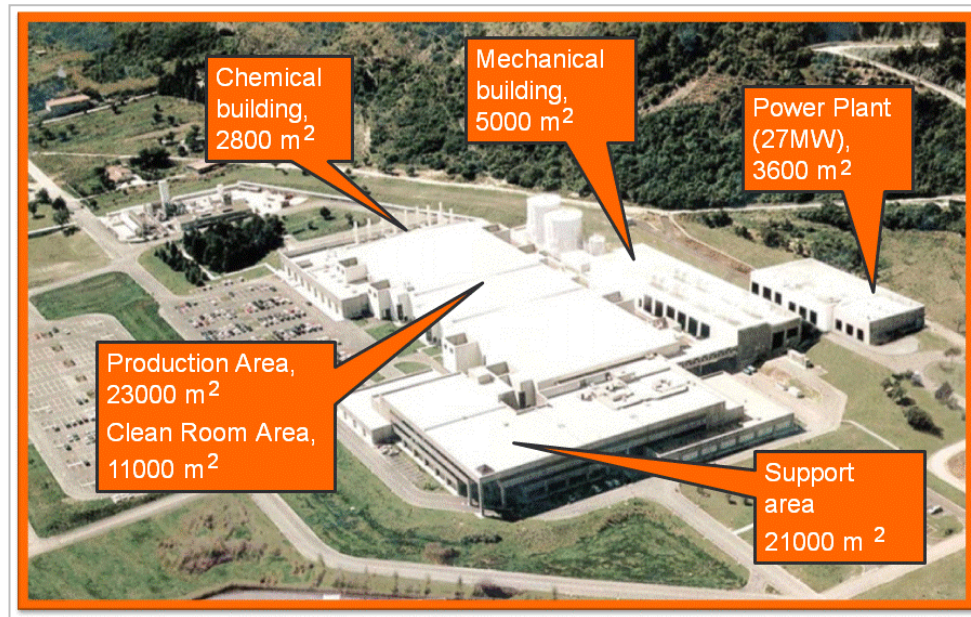 Chemical
building,
2800 m²
Mechanical
building,
5000 m²
Power Plant
(27MW),
3600 m²
Production Area,
23000 m²
Clean Room Area,
11000 m²
Support
area
21000 m ²